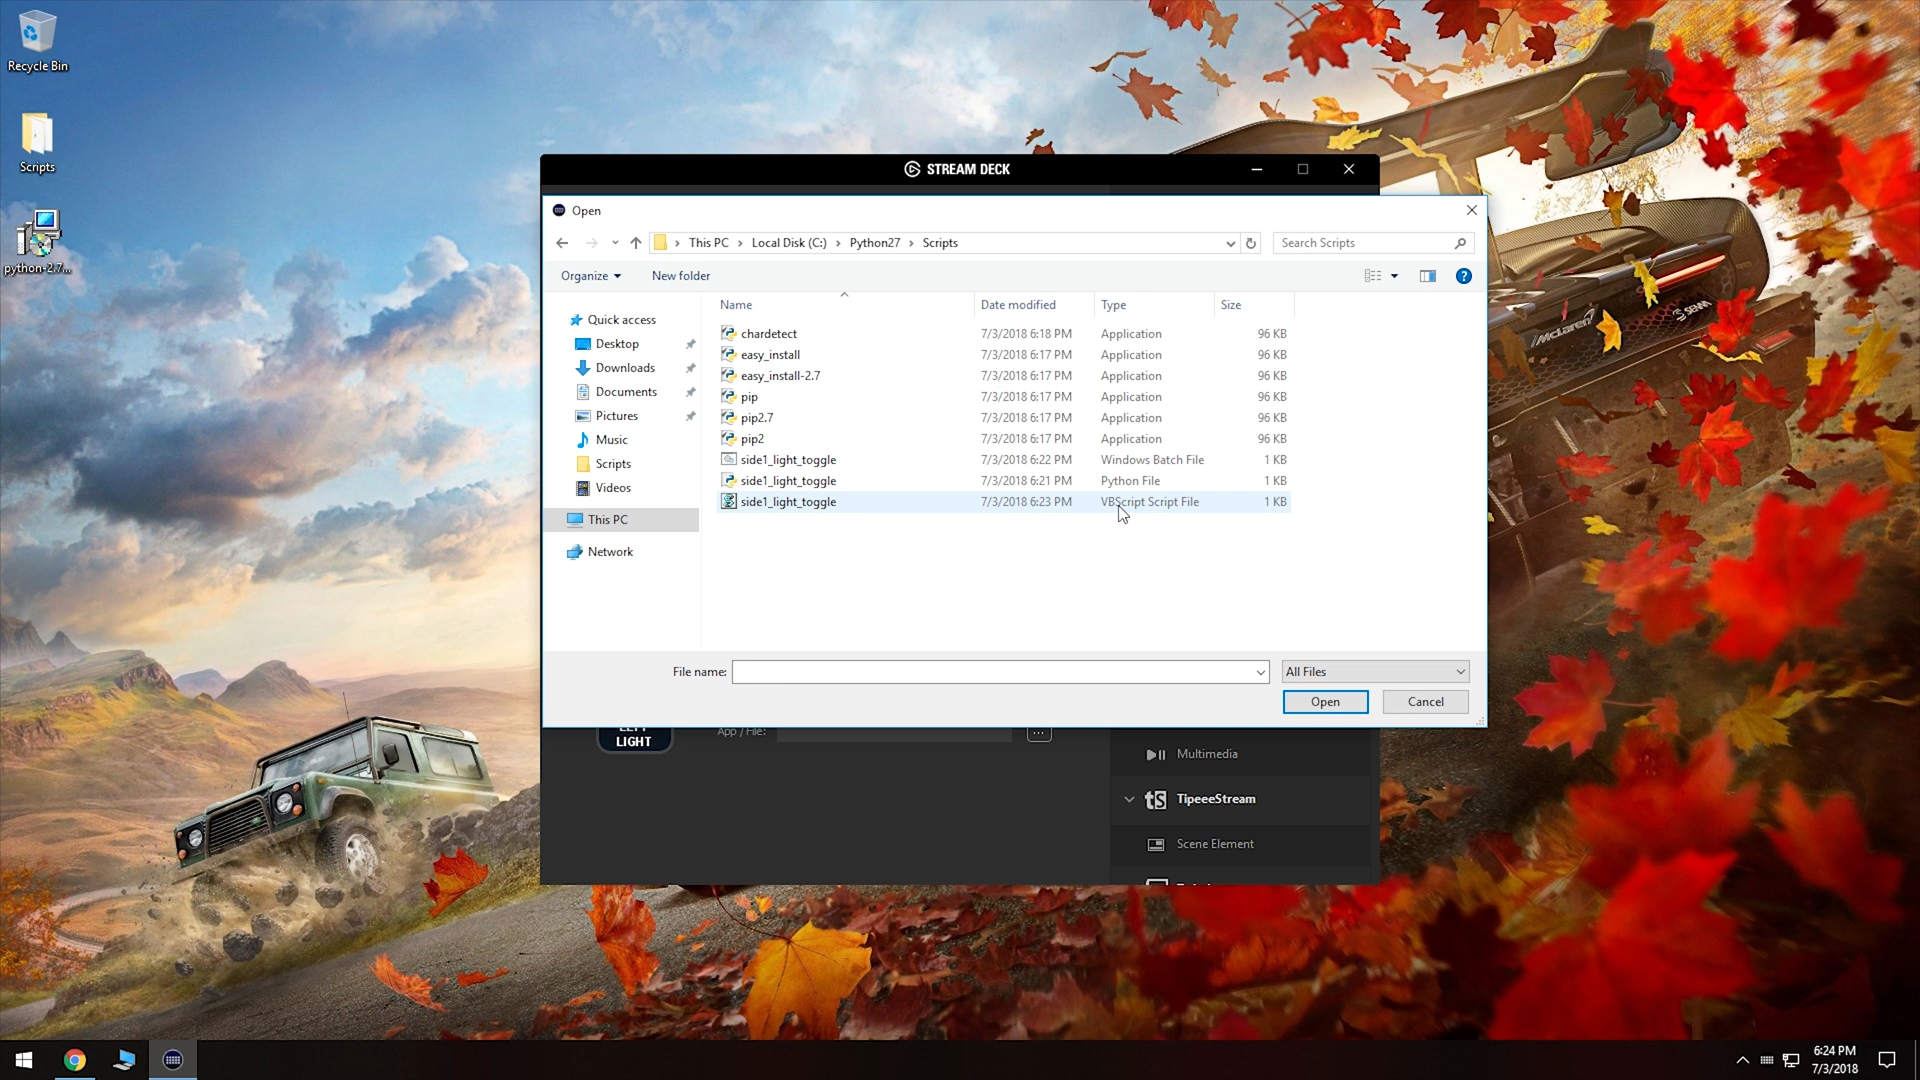 Recycle Bin
Scripts
python-2.7...
STREAM DECK
Open
This PC
Local Disk (C:)
Python27
Scripts
Search Scripts
Organize
New folder
Name
Date modified
Type
Size
Quick access
Desktop
Downloads
Documents
Pictures
Music
Scripts
Videos
This PC
Network
chardetect 7/3/2018 6:18 PM Application 96 KB
easy_install 7/3/2018 6:17 PM Application 96 KB
easy_install-2.7 7/3/2018 6:17 PM Application 96 KB
pip 7/3/2018 6:17 PM Application 96 KB
pip2.7 7/3/2018 6:17 PM Application 96 KB
pip2 7/3/2018 6:17 PM Application 96 KB
side1_light_toggle 7/3/2018 6:22 PM Windows Batch File 1 KB
side1_light_toggle 7/3/2018 6:21 PM Python File 1 KB
side1_light_toggle 7/3/2018 6:23 PM VBScript Script File 1 KB
File name:
All Files
Open
Cancel
LEFT
LIGHT
App / File:
...
Multimedia
tS TipeeeStream
Scene Element
McLaren
SENNA
6:24 PM
7/3/2018